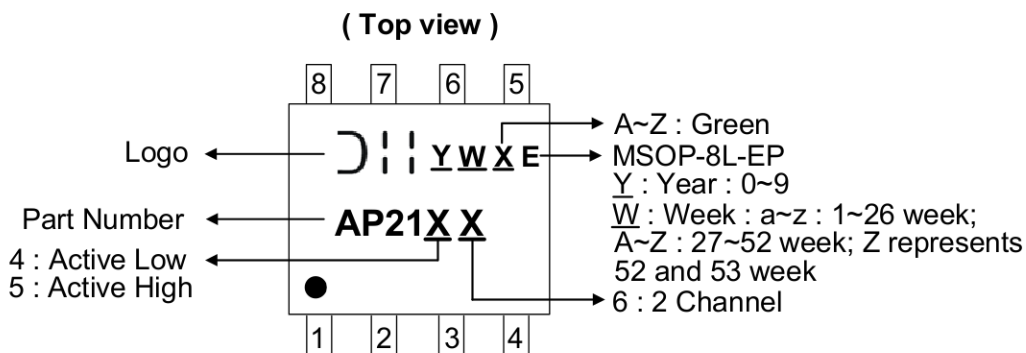 ( Top view )
8 7 6 5
A~Z : Green
Logo
Y W X E
MSOP-8L-EP
Y : Year : 0~9
W : Week : a~z : 1~26 week;
A~Z : 27~52 week; Z represents
52 and 53 week
Part Number
AP21X X
4 : Active Low
5 : Active High
6 : 2 Channel
1 2 3 4